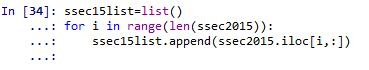 In [34]: ssec15list=list()
    ...: for i in range(len(ssec2015)):
    ...:     ssec15list.append(ssec2015.iloc[i,:])
    ...: